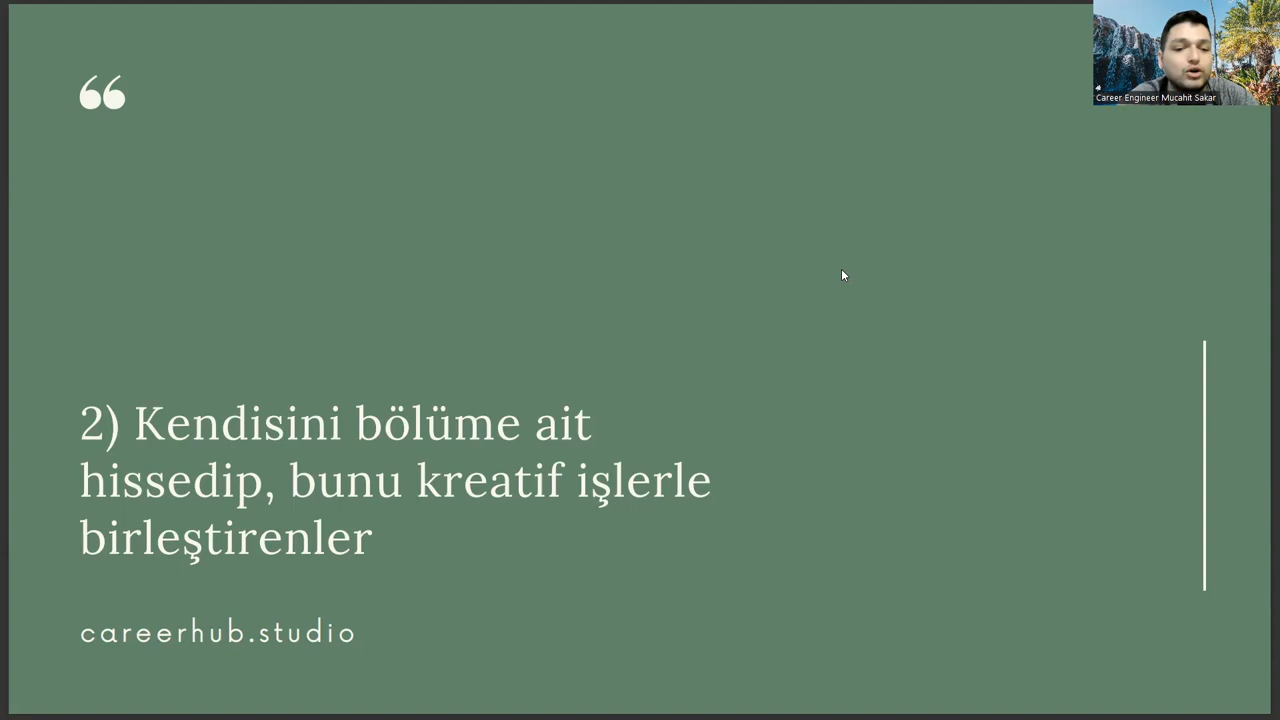 Career Engineer Mucahit Sakar
2) Kendisini bölüme ait
hissedip, bunu kreatif işlerle
birleştirenler
careerhub.studio